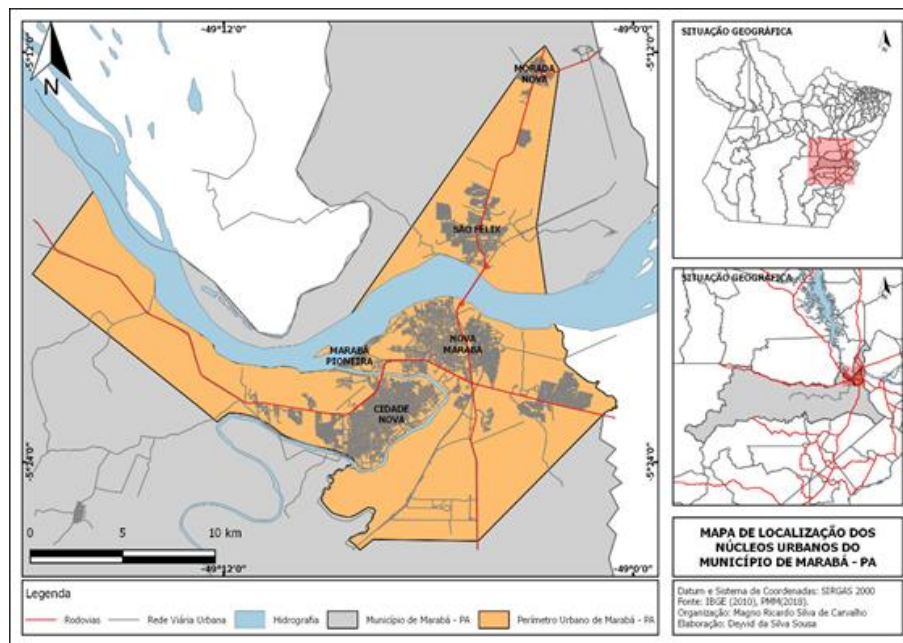 -49°12'0"
-49°0'0"
-5°12'0"
-5°12'0"
N
MORADA
NOVA
SÃO FELIX
NOVA
MARABÁ
MARABÁ
PIONEIRA
CIDADE
NOVA
-5°24'0"
-5°24'0"
0 5 10 km
-49°12'0"
-49°0'0"
SITUAÇÃO GEOGRÁFICA
SITUAÇÃO GEOGRÁFICA
MAPA DE LOCALIZAÇÃO DOS
NÚCLEOS URBANOS DO
MUNICÍPIO DE MARABÁ - PA
Legenda
Rodovias
Rede Viária Urbana
Hidrografia
Município de Marabá - PA
Perímetro Urbano de Marabá - PA
Datum e Sistema de Coordenadas: SIRGAS 2000
Fonte: IBGE (2010), PMM(2018).
Organização: Magno Ricardo Silva de Carvalho
Elaboração: Deyvid da Silva Sousa